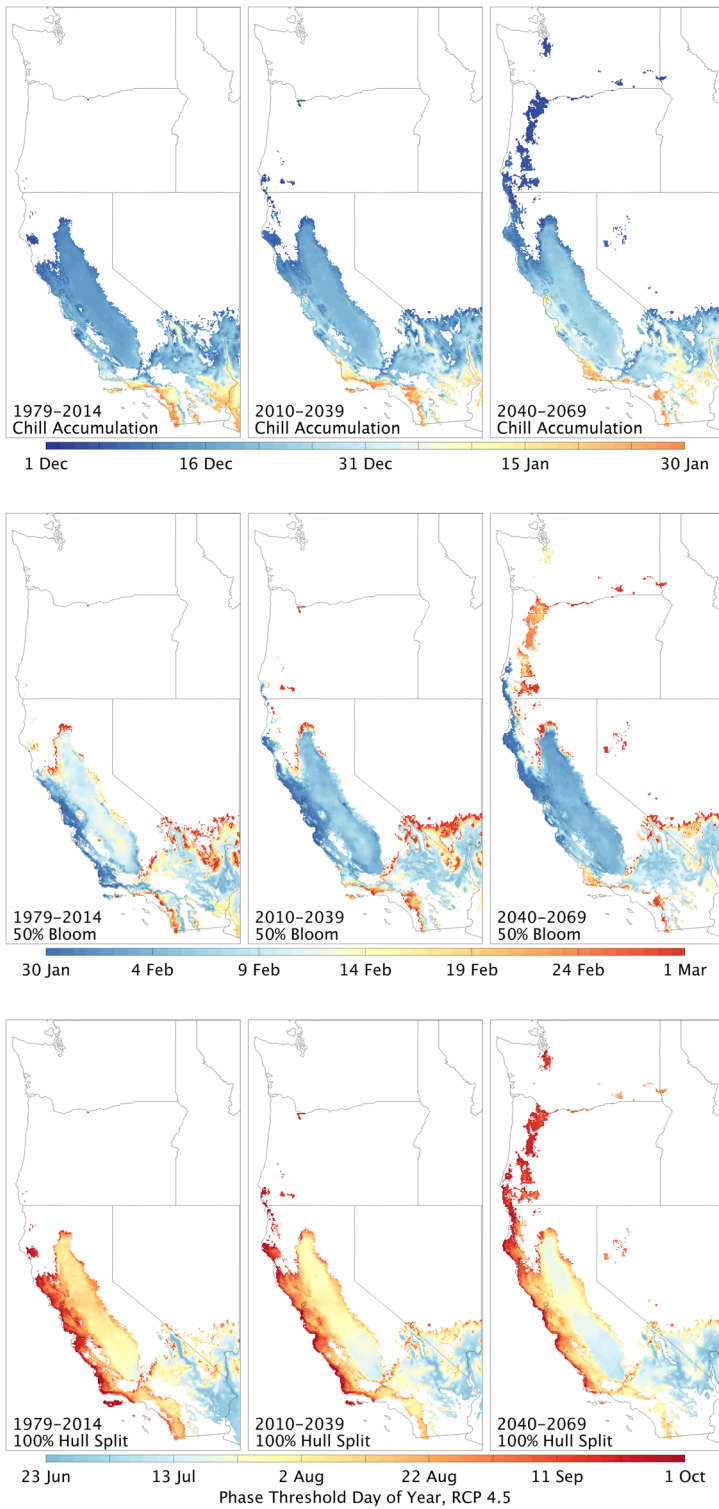 1979–2014
Chill Accumulation
2010–2039
Chill Accumulation
2040–2069
Chill Accumulation
1 Dec 16 Dec 31 Dec 15 Jan 30 Jan
1979–2014
50% Bloom
2010–2039
50% Bloom
2040–2069
50% Bloom
30 Jan 4 Feb 9 Feb 14 Feb 19 Feb 24 Feb 1 Mar
1979–2014
100% Hull Split
2010–2039
100% Hull Split
2040–2069
100% Hull Split
23 Jun 13 Jul 2 Aug 22 Aug 11 Sep 1 Oct
Phase Threshold Day of Year, RCP 4.5